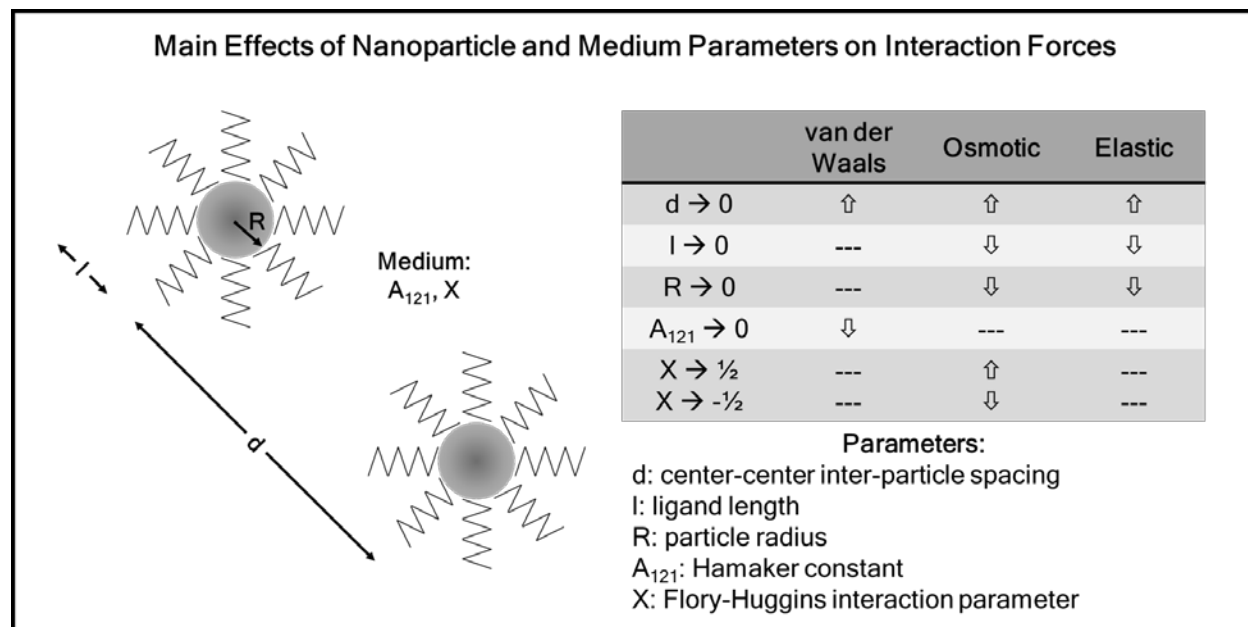 Main Effects of Nanoparticle and Medium Parameters on Interaction Forces
R
l
d
Medium:
A₁₂₁, X
van der Waals Osmotic Elastic
d → 0 ⇧ ⇧ ⇧
l → 0 --- ⇩ ⇩
R → 0 --- ⇩ ⇩
A₁₂₁ → 0 ⇩ --- ---
X → ½ --- ⇧ ---
X → -½ --- ⇩ ---
Parameters:
d: center-center inter-particle spacing
l: ligand length
R: particle radius
A₁₂₁: Hamaker constant
X: Flory-Huggins interaction parameter